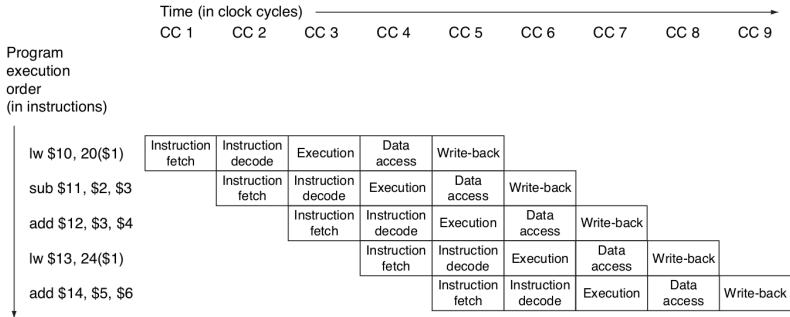 Time (in clock cycles)
CC 1 CC 2 CC 3 CC 4 CC 5 CC 6 CC 7 CC 8 CC 9
Program
execution
order
(in instructions)
lw $10, 20($1) Instruction fetch Instruction decode Execution Data access Write-back
sub $11, $2, $3 Instruction fetch Instruction decode Execution Data access Write-back
add $12, $3, $4 Instruction fetch Instruction decode Execution Data access Write-back
lw $13, 24($1) Instruction fetch Instruction decode Execution Data access Write-back
add $14, $5, $6 Instruction fetch Instruction decode Execution Data access Write-back